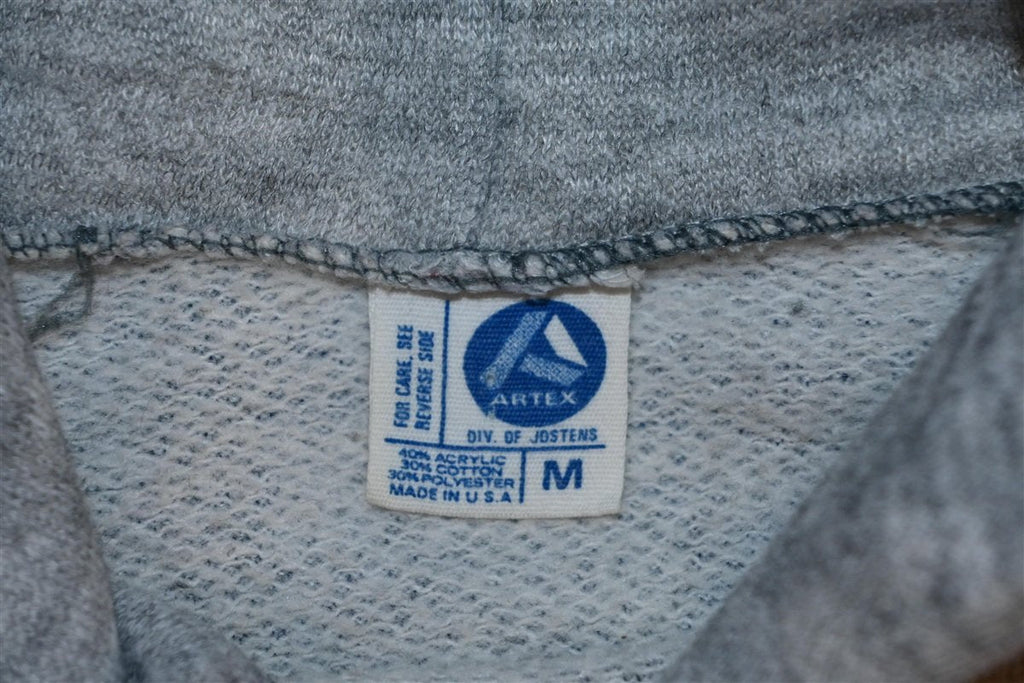 FOR CARE, SEE
REVERSE SIDE
ARTEX
DIV. OF JOSTENS
40% ACRYLIC
30% COTTON
30% POLYESTER
MADE IN U.S.A
M